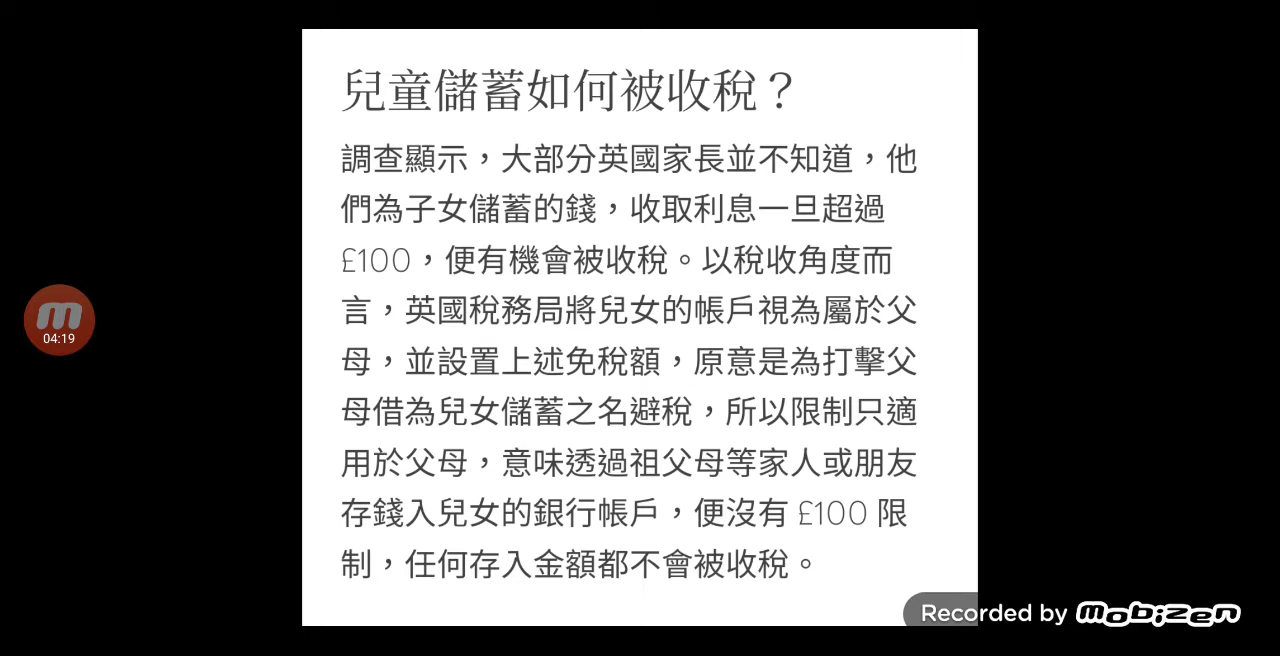 兒童儲蓄如何被收稅？
調查顯示，大部分英國家長並不知道，他
們為子女儲蓄的錢，收取利息一旦超過
£100，便有機會被收稅。以稅收角度而
言，英國稅務局將兒女的帳戶視為屬於父
母，並設置上述免稅額，原意是為打擊父
母借為兒女儲蓄之名避稅，所以限制只適
用於父母，意味透過祖父母等家人或朋友
存錢入兒女的銀行帳戶，便沒有 £100 限
制，任何存入金額都不會被收稅。
m
04:19
Recorded by mobizen